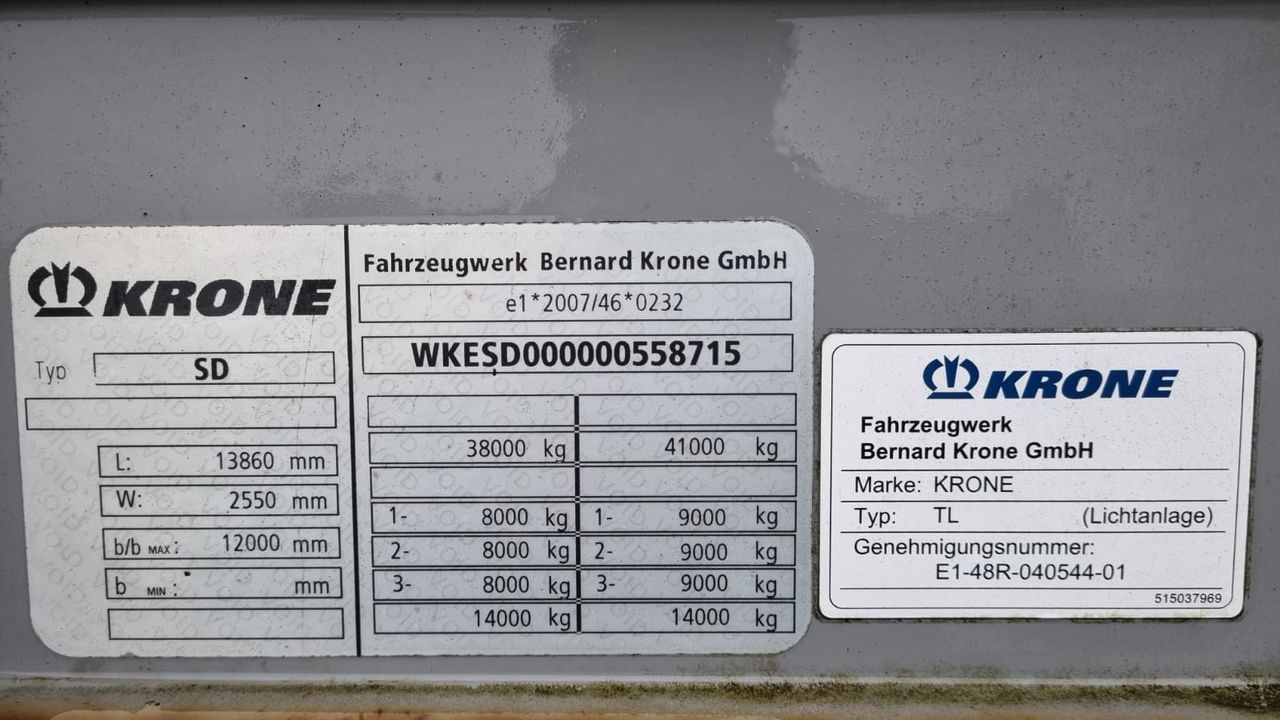 KRONE
Typ SD
L: 13860 mm
W: 2550 mm
b/b MAX: 12000 mm
b MIN: mm
Fahrzeugwerk Bernard Krone GmbH
e1*2007/46*0232
WKESD000000558715
38000 kg 41000 kg
1- 8000 kg 1- 9000 kg
2- 8000 kg 2- 9000 kg
3- 8000 kg 3- 9000 kg
14000 kg 14000 kg
KRONE
Fahrzeugwerk
Bernard Krone GmbH
Marke: KRONE
Typ: TL (Lichtanlage)
Genehmigungsnummer:
E1-48R-040544-01
515037969